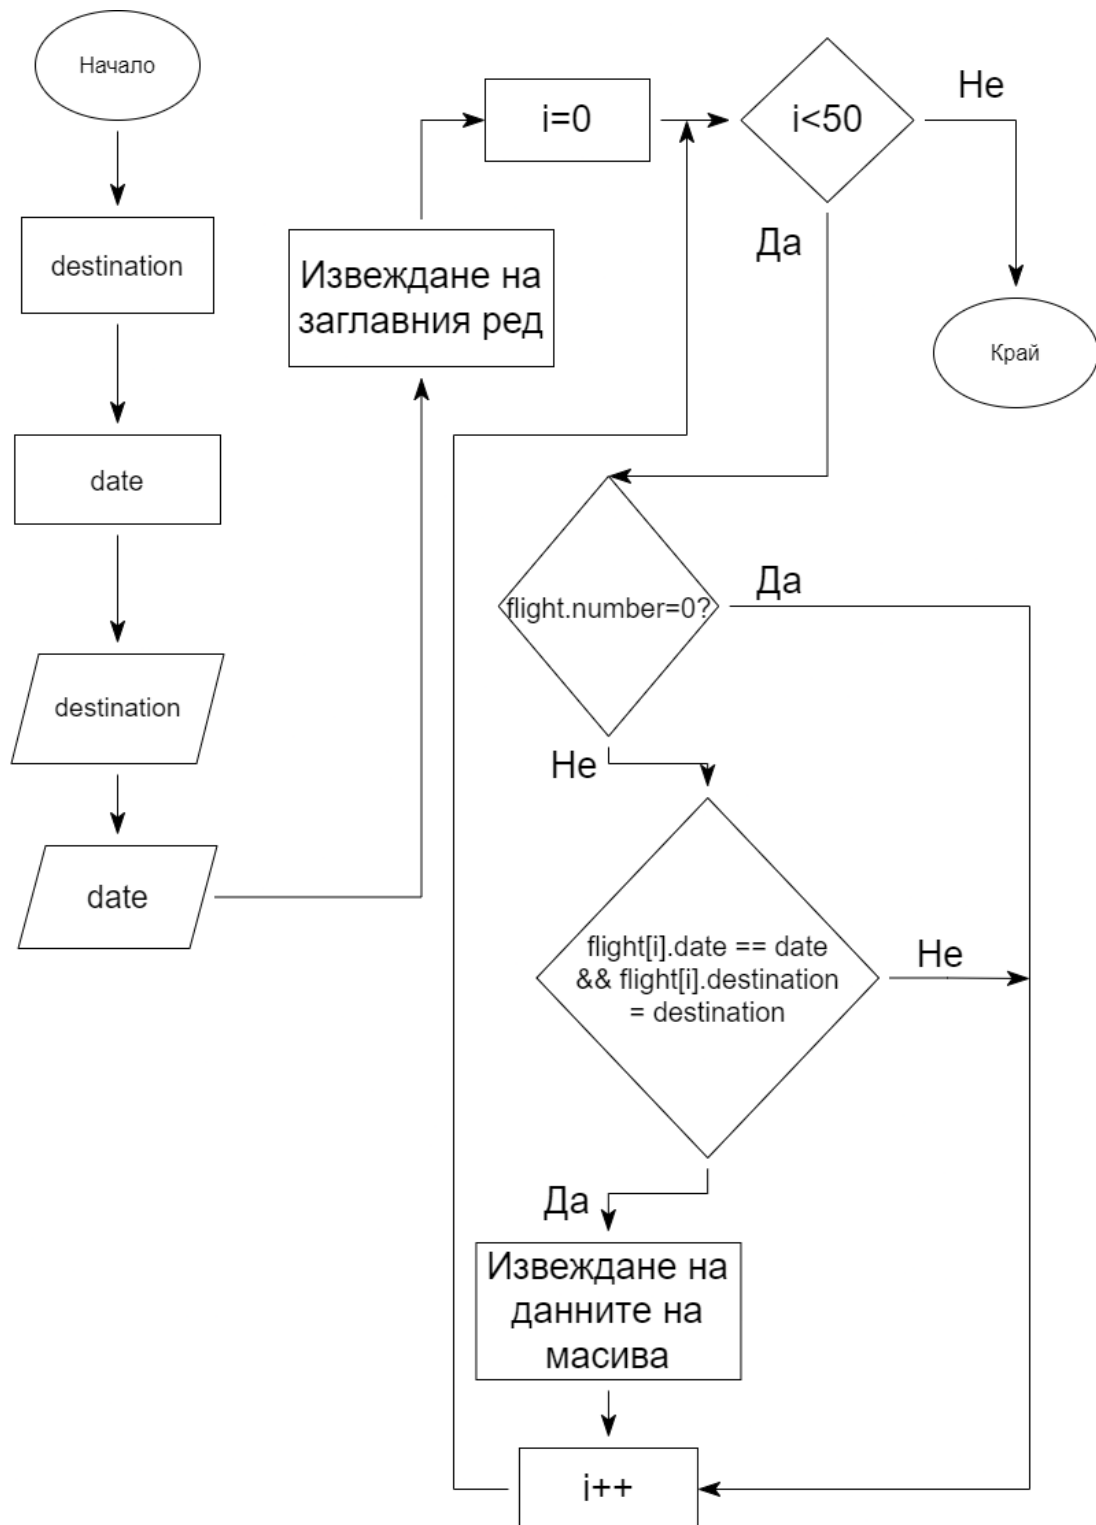 Начало
destination
date
destination
date
Извеждане на
заглавния ред
i=0
i<50
Не
Край
Да
flight.number=0?
Да
Не
flight[i].date == date
&& flight[i].destination
= destination
Не
Да
Извеждане на
данните на
масива
i++